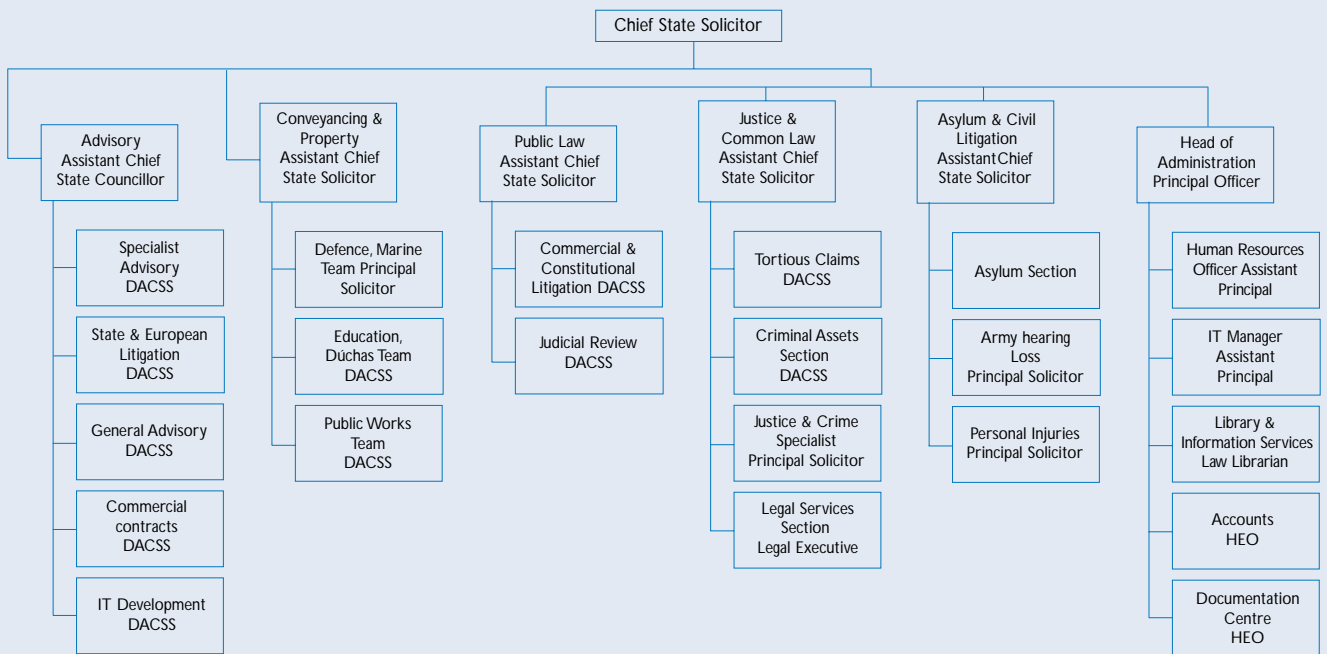 Chief State Solicitor
Advisory
Assistant Chief
State Councillor
Specialist
Advisory
DACSS
State & European
Litigation
DACSS
General Advisory
DACSS
Commercial
contracts
DACSS
IT Development
DACSS
Conveyancing &
Property
Assistant Chief
State Solicitor
Defence, Marine
Team Principal
Solicitor
Education,
Dúchas Team
DACSS
Public Works
Team
DACSS
Public Law
Assistant Chief
State Solicitor
Commercial &
Constitutional
Litigation DACSS
Judicial Review
DACSS
Justice &
Common Law
Assistant Chief
State Solicitor
Tortious Claims
DACSS
Criminal Assets
Section
DACSS
Justice & Crime
Specialist
Principal Solicitor
Legal Services
Section
Legal Executive
Asylum & Civil
Litigation
AssistantChief
State Solicitor
Asylum Section
Army hearing
Loss
Principal Solicitor
Personal Injuries
Principal Solicitor
Head of
Administration
Principal Officer
Human Resources
Officer Assistant
Principal
IT Manager
Assistant
Principal
Library &
Information Services
Law Librarian
Accounts
HEO
Documentation
Centre
HEO